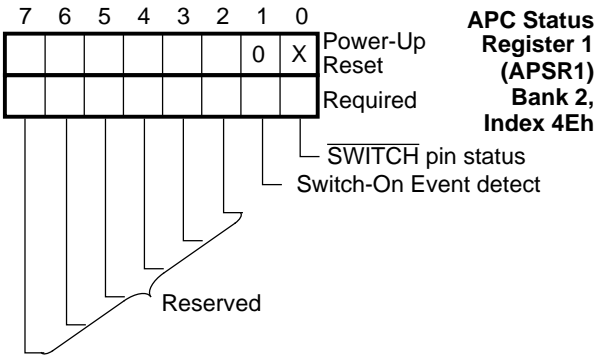 7 6 5 4 3 2 1 0
APC Status
Register 1
(APSR1)
Bank 2,
Index 4Eh
0 X
Power-Up
Reset
Required
SWITCH pin status
Switch-On Event detect
Reserved